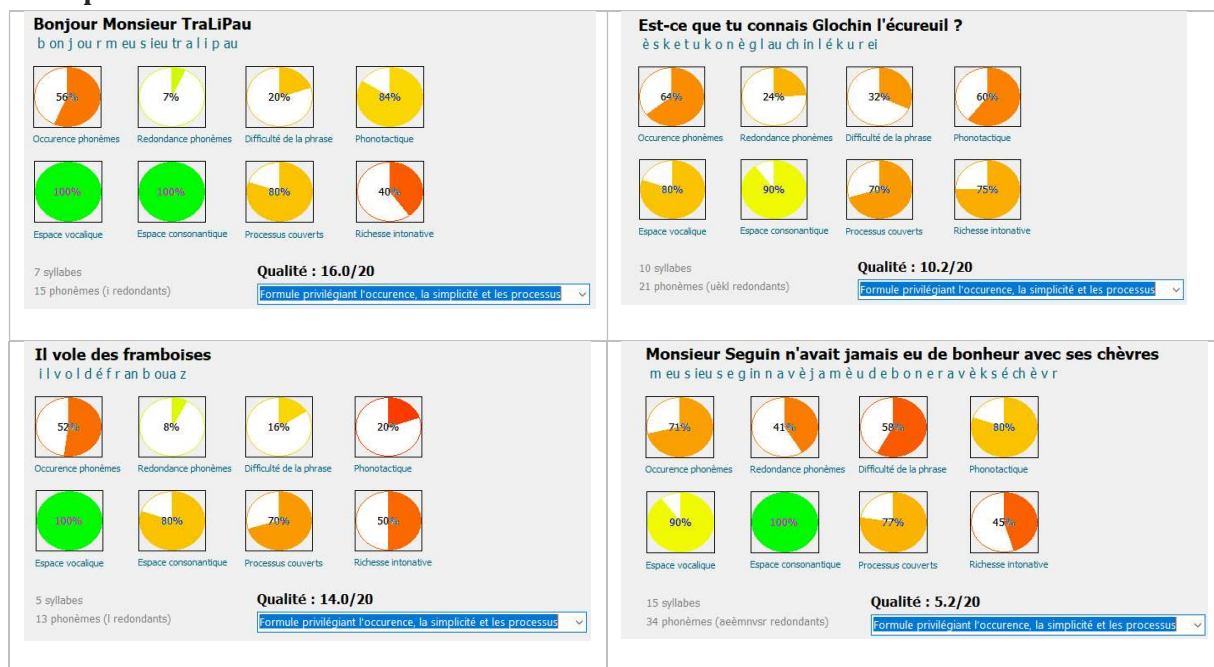 Bonjour Monsieur TraLiPau
b on j ou r m eu s ieu t r a l i p au
56% 7% 20% 84%
Occurence phonèmes Redondance phonèmes Difficulté de la phrase Phonotactique
100% 100% 80% 40%
Espace vocalique Espace consonantique Processus couverts Richesse intonative
7 syllabes
Qualité : 16.0/20
15 phonèmes (i redondants)
Formule privilégiant l'occurence, la simplicité et les processus
Est-ce que tu connais Glochin l'écureuil ?
è s k e t u k o n è g l au ch in l é k u r ei
64% 24% 32% 60%
Occurence phonèmes Redondance phonèmes Difficulté de la phrase Phonotactique
80% 90% 70% 75%
Espace vocalique Espace consonantique Processus couverts Richesse intonative
10 syllabes
Qualité : 10.2/20
21 phonèmes (uèkl redondants)
Formule privilégiant l'occurence, la simplicité et les processus
Il vole des framboises
i l v o l d é f r an b oua z
52% 8% 16% 20%
Occurence phonèmes Redondance phonèmes Difficulté de la phrase Phonotactique
100% 80% 70% 50%
Espace vocalique Espace consonantique Processus couverts Richesse intonative
5 syllabes
Qualité : 14.0/20
13 phonèmes (l redondants)
Formule privilégiant l'occurence, la simplicité et les processus
Monsieur Seguin n'avait jamais eu de bonheur avec ses chèvres
m eu s ieu s e g in n a v è j a m è u d e b o n e r a v è k s é ch è v r
71% 41% 58% 80%
Occurence phonèmes Redondance phonèmes Difficulté de la phrase Phonotactique
90% 100% 77% 45%
Espace vocalique Espace consonantique Processus couverts Richesse intonative
15 syllabes
Qualité : 5.2/20
34 phonèmes (aeèmnvsr redondants)
Formule privilégiant l'occurence, la simplicité et les processus